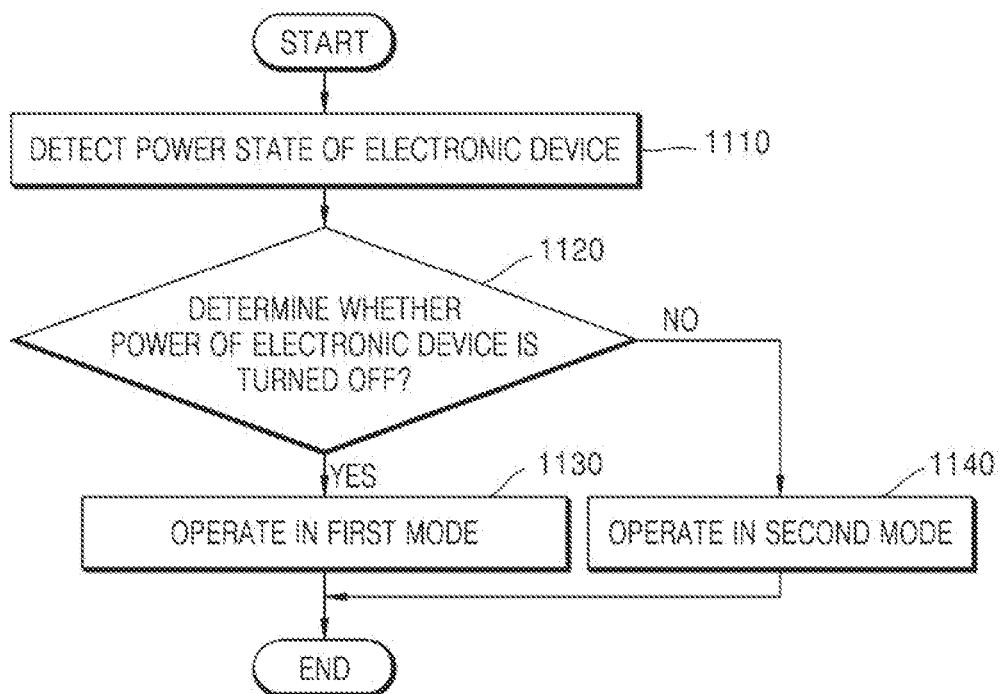 START
DETECT POWER STATE OF ELECTRONIC DEVICE
1110
1120
DETERMINE WHETHER
POWER OF ELECTRONIC DEVICE IS
TURNED OFF?
NO
YES
1130
1140
OPERATE IN FIRST MODE
OPERATE IN SECOND MODE
END